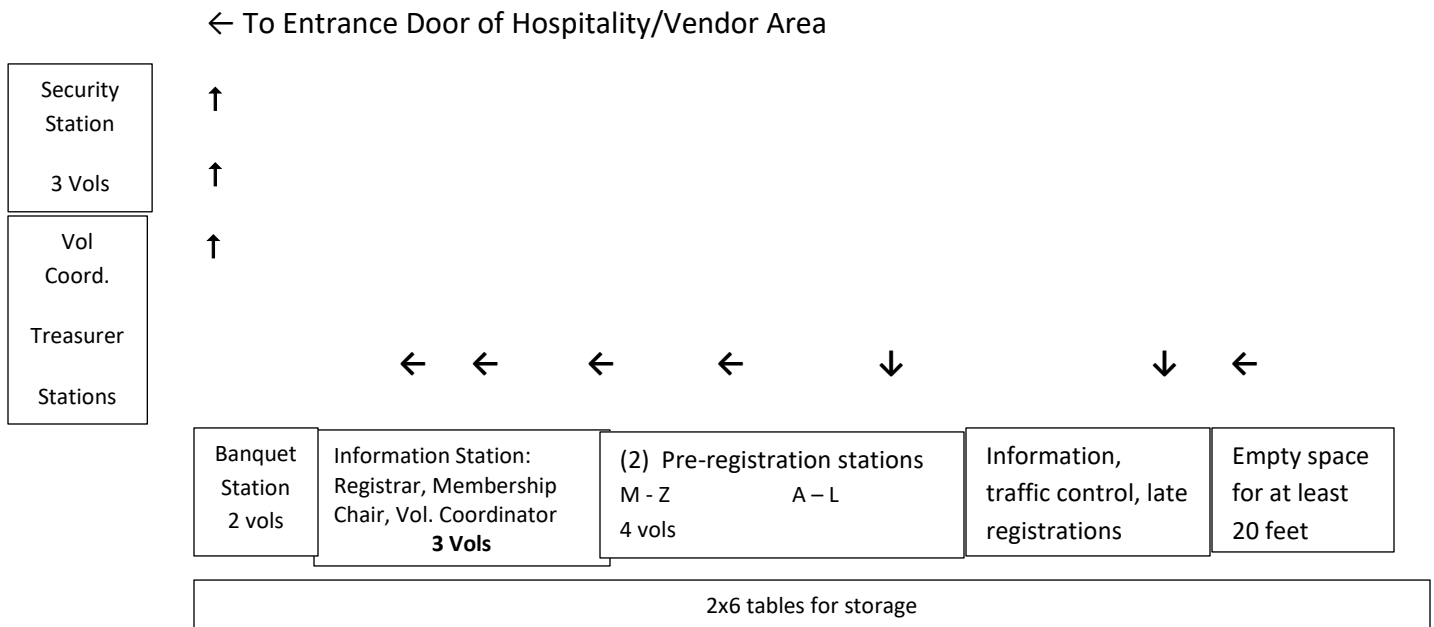 ← To Entrance Door of Hospitality/Vendor Area
Security
Station
3 Vols
↑
↑
Vol
Coord.
Treasurer
Stations
↑
← ← ← ← ↓ ↓ ←
Banquet
Station
2 vols
Information Station:
Registrar, Membership
Chair, Vol. Coordinator
3 Vols
(2) Pre-registration stations
M - Z A – L
4 vols
Information,
traffic control, late
registrations
Empty space
for at least
20 feet
2x6 tables for storage